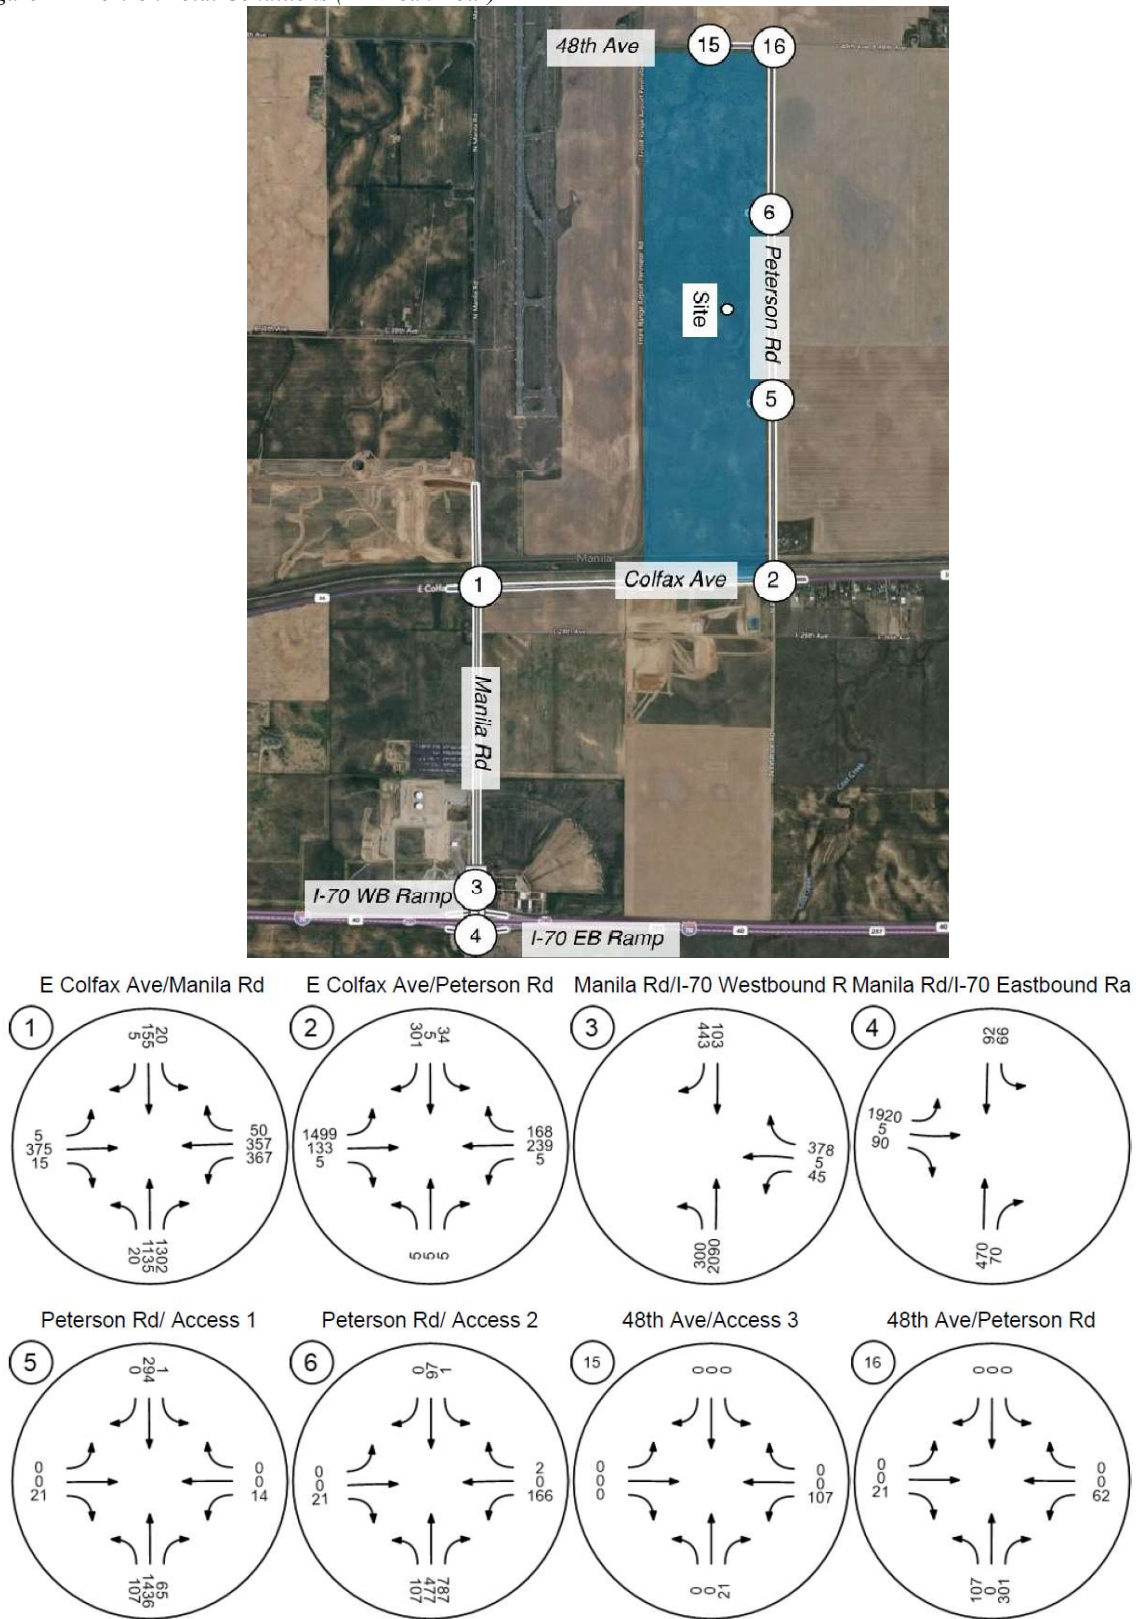 48th Ave
15
16
6
Peterson Rd
Site
5
Manila
1
Colfax Ave
2
Manila Rd
3
I-70 WB Ramp
4
I-70 EB Ramp
E Colfax Ave/Manila Rd
E Colfax Ave/Peterson Rd
Manila Rd/I-70 Westbound R
Manila Rd/I-70 Eastbound Ra
1
5 155 20
5
375
15
50
357
367
20 1135 1302
2
301 5 34
1499
133
5
168
239
5
5 5 5
3
443 103
378
5
45
300 2090
4
92 99
1920
5
90
470 70
Peterson Rd/ Access 1
Peterson Rd/ Access 2
48th Ave/Access 3
48th Ave/Peterson Rd
5
0 294 1
0
0
21
0
0
14
107 1436 65
6
0 97 1
0
0
21
2
0
166
107 477 787
15
0 0 0
0
0
0
0
0
107
0 0 21
16
0 0 0
0
0
21
0
0
62
107 0 301